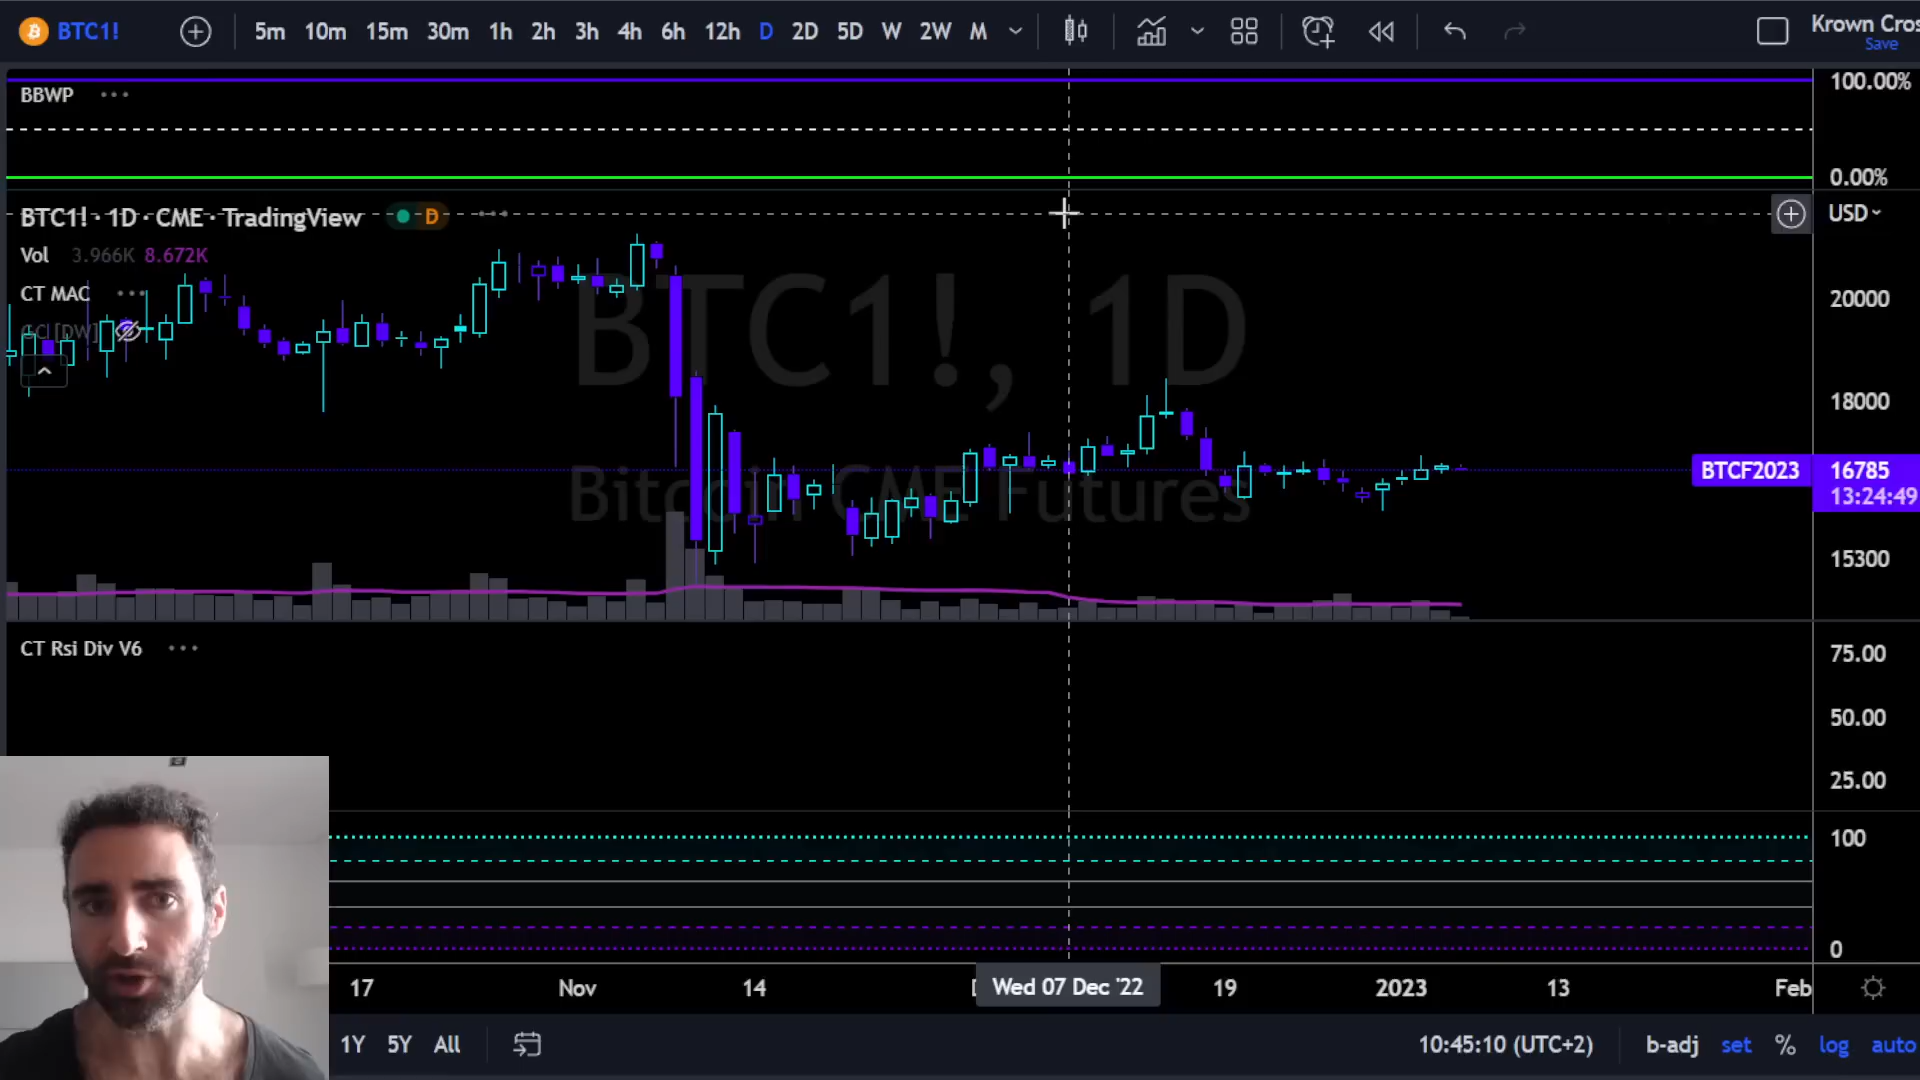 BTC1! 5m 10m 15m 30m 1h 2h 3h 4h 6h 12h D 2D 5D W 2W M Krown Cros
Save
BBWP
100.00%
0.00%
BTC1! · 1D · CME · TradingView D
USD
Vol 3.966K 8.672K
CT MAC
CCI [DW]
BTC1!, 1D
Bitcoin CME Futures
20000
18000
BTCF2023 16785
13:24:49
15300
CT Rsi Div V6
75.00
50.00
25.00
100
0
17 Nov 14 Wed 07 Dec '22 19 2023 13 Feb
1Y 5Y All 10:45:10 (UTC+2) b-adj set % log auto